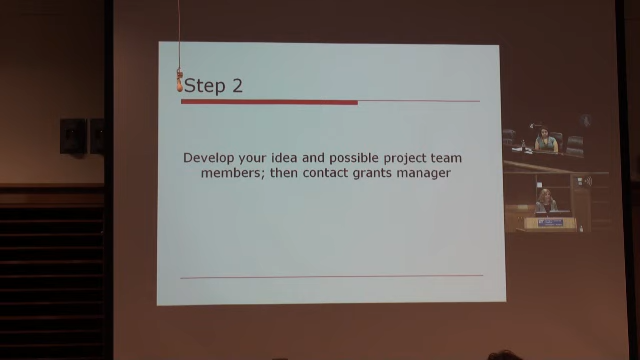 Step 2
Develop your idea and possible project team
members; then contact grants manager